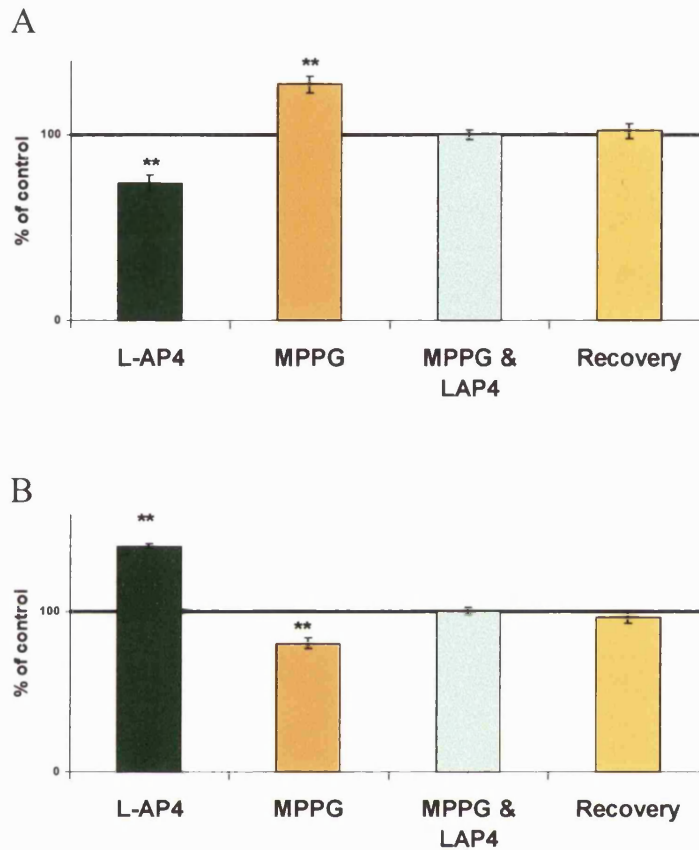 A
% of control
**
**
100
0
L-AP4
MPPG
MPPG &
LAP4
Recovery
B
% of control
**
**
100
0
L-AP4
MPPG
MPPG &
LAP4
Recovery